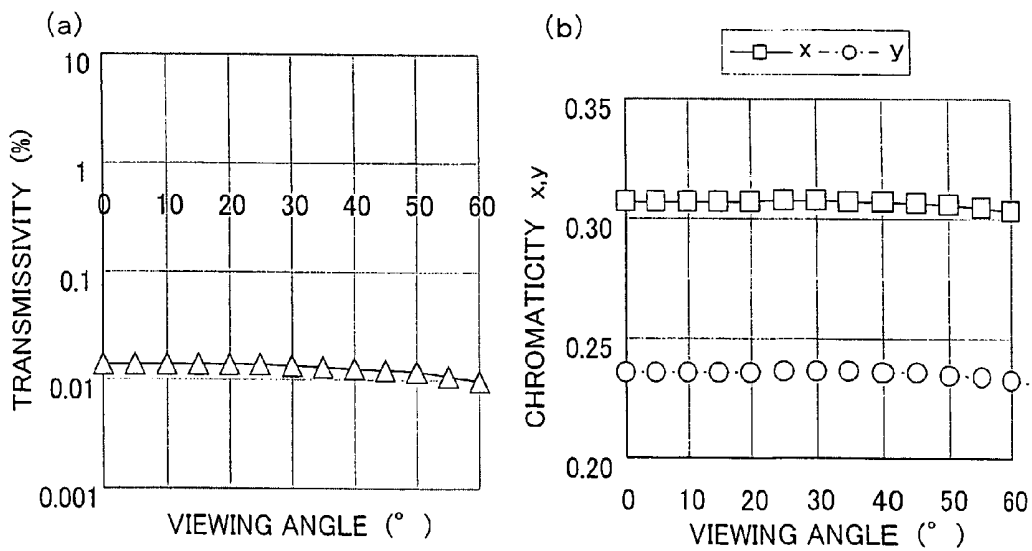 (a)
10
1
0 10 20 30 40 50 60
0.1
0.01
0.001
TRANSMISSIVITY (%)
VIEWING ANGLE (° )
(b)
x y
0.35
0.30
0.25
0.20
CHROMATICITY x,y
0 10 20 30 40 50 60
VIEWING ANGLE (° )